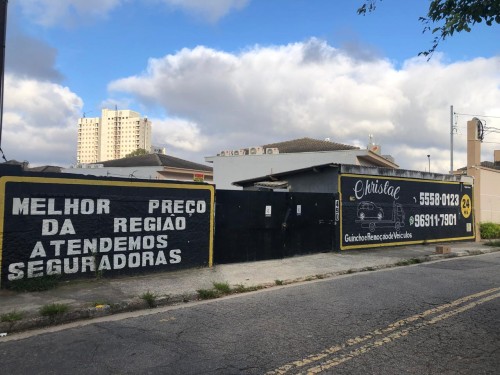 MELHOR PREÇO
DA REGIÃO
ATENDEMOS
SEGURADORAS
Christal
5558-0123
96911-7901
24
Guincho e Remoção de Veículos